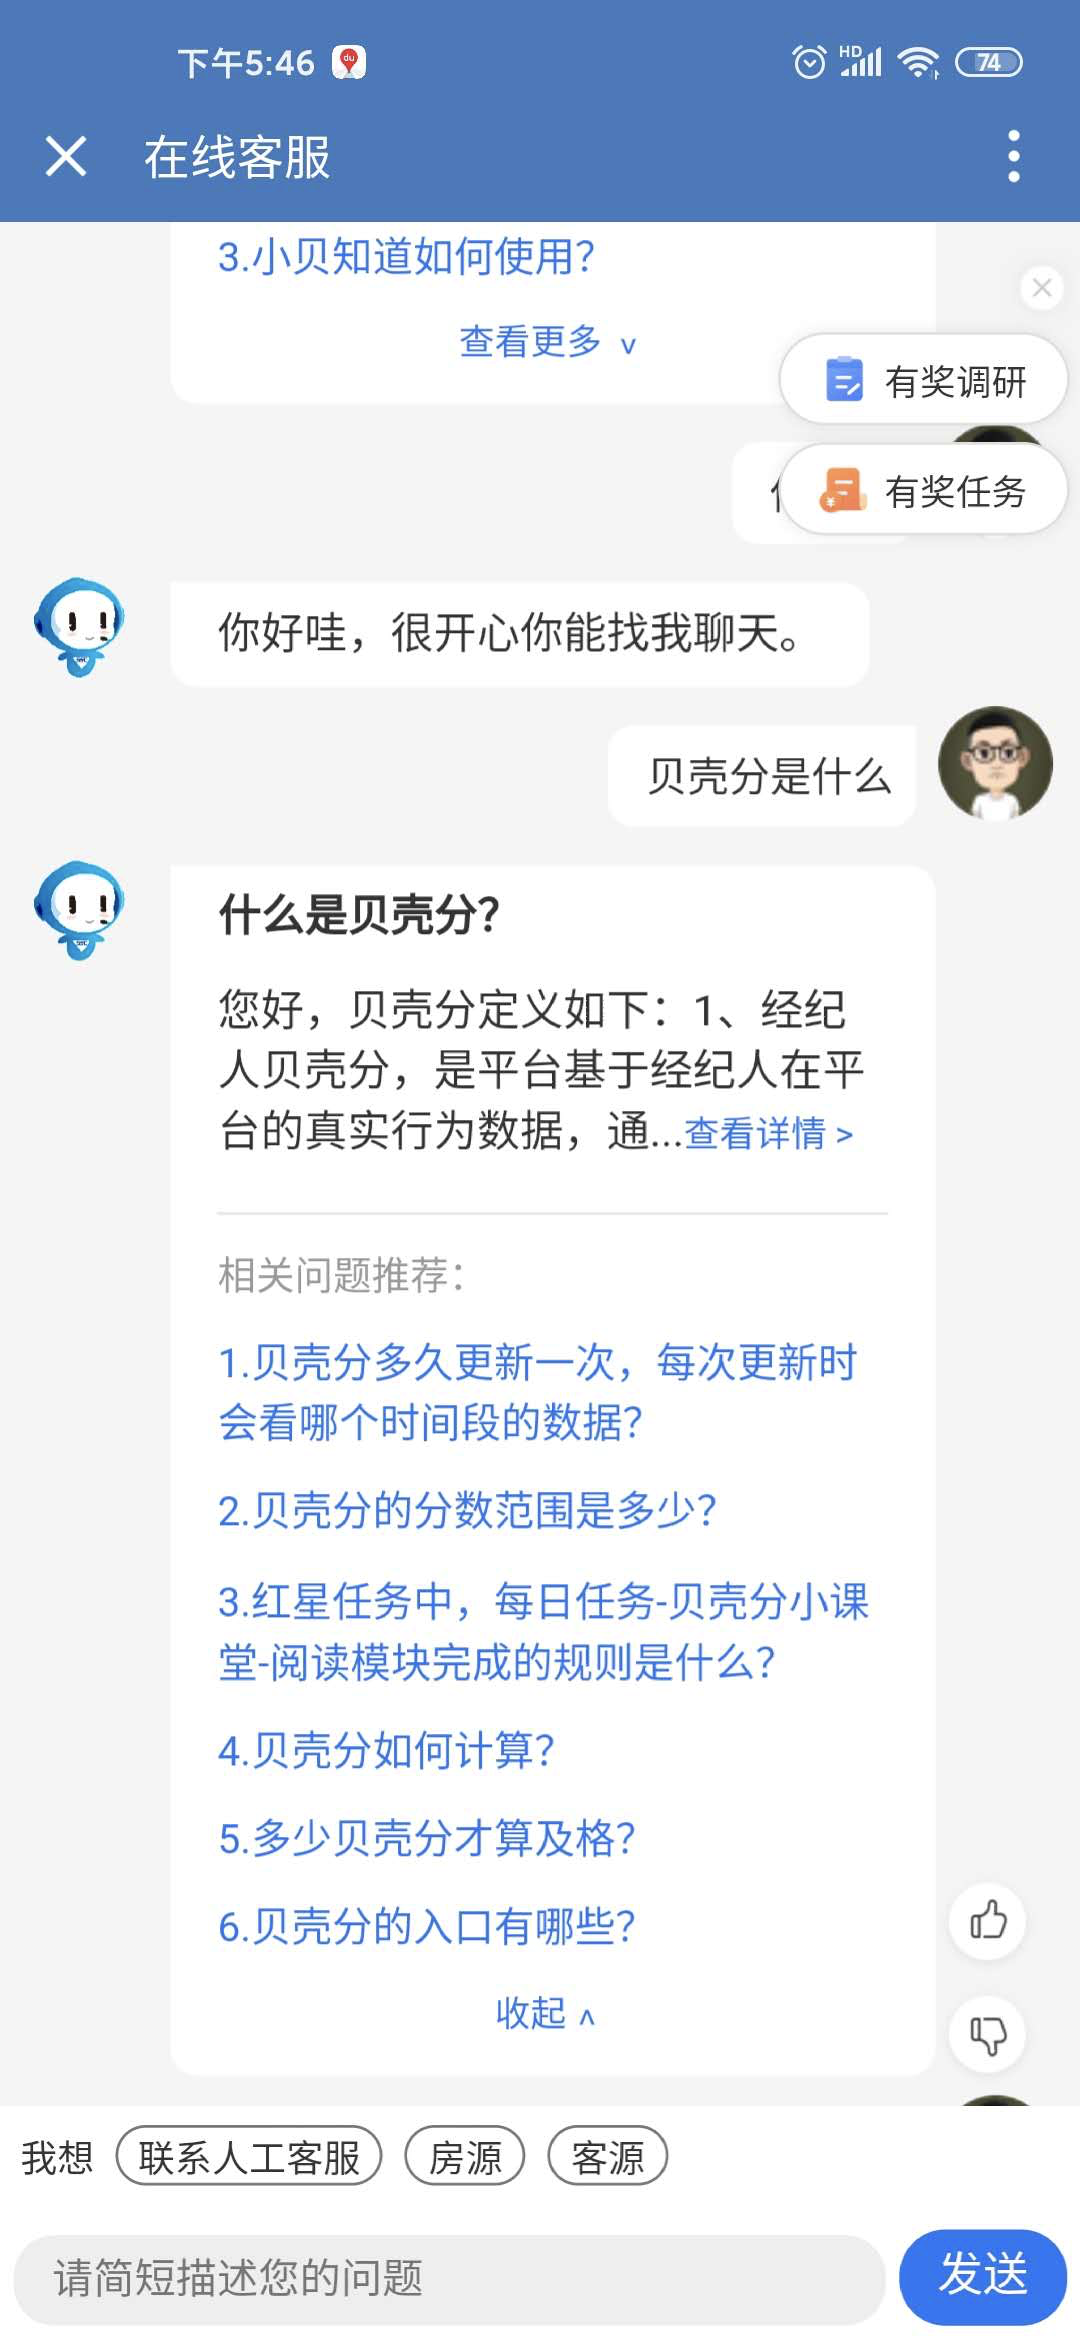 下午5:46
du
HD
74
在线客服
3.小贝知道如何使用？
查看更多
有奖调研
有奖任务
你好哇，很开心你能找我聊天。
贝壳分是什么
什么是贝壳分？
您好，贝壳分定义如下：1、经纪
人贝壳分，是平台基于经纪人在平
台的真实行为数据，通...查看详情 >
相关问题推荐：
1.贝壳分多久更新一次，每次更新时
会看哪个时间段的数据？
2.贝壳分的分数范围是多少？
3.红星任务中，每日任务-贝壳分小课
堂-阅读模块完成的规则是什么？
4.贝壳分如何计算？
5.多少贝壳分才算及格？
6.贝壳分的入口有哪些？
收起
我想 联系人工客服 房源 客源
请简短描述您的问题
发送